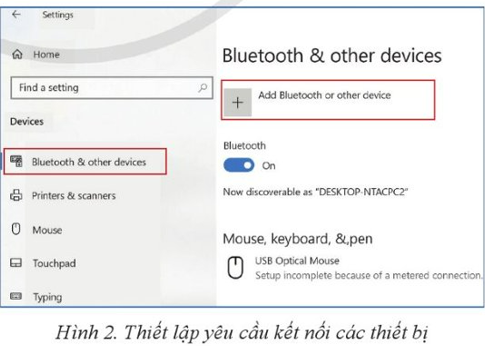 Settings
Home
Find a setting
Devices
Bluetooth & other devices
Printers & scanners
Mouse
Touchpad
Typing
Bluetooth & other devices
Add Bluetooth or other device
Bluetooth
On
Now discoverable as "DESKTOP-NTACPC2"
Mouse, keyboard, &,pen
USB Optical Mouse
Setup incomplete because of a metered connection.
Hình 2. Thiết lập yêu cầu kết nối các thiết bị